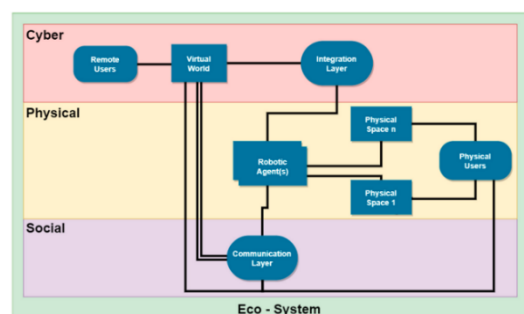 Cyber
Remote
Users
Virtual
World
Integration
Layer
Physical
Physical
Space n
Robotic
Agent(s)
Physical
Users
Physical
Space 1
Social
Communication
Layer
Eco - System